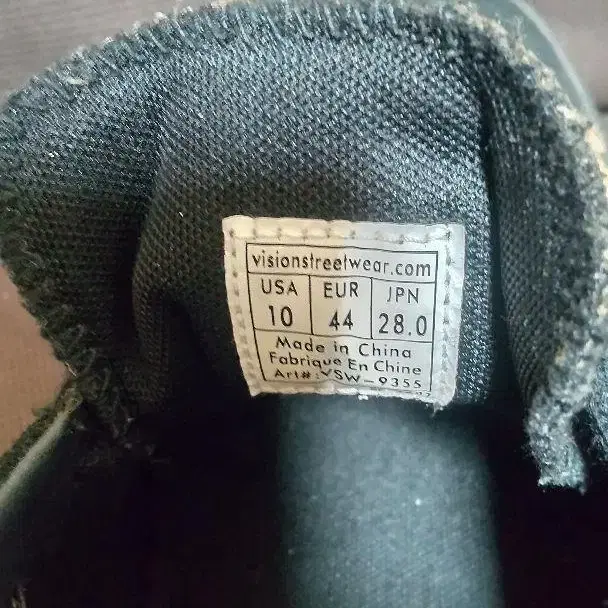 visionstreetwear.com
USA EUR JPN
10 44 28.0
Made in China
Fabrique En Chine
Art#: VSW-9355